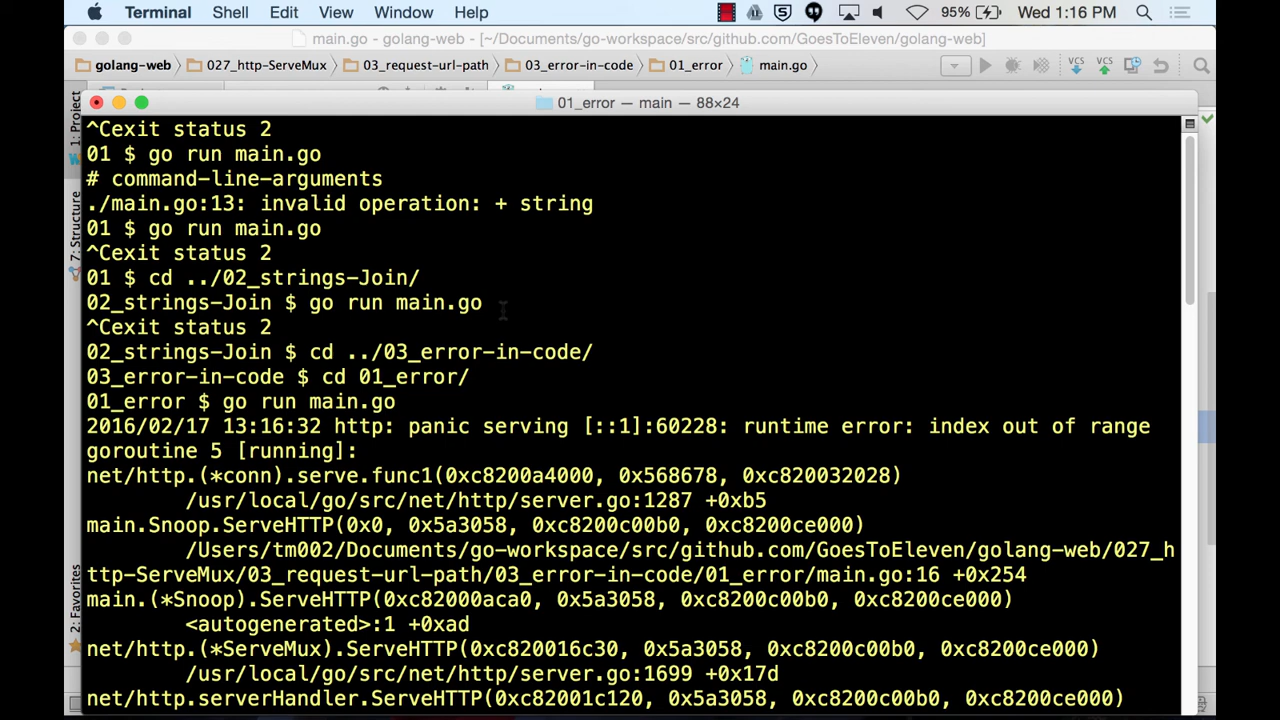 Terminal Shell Edit View Window Help 95% Wed 1:16 PM
main.go - golang-web - [~/Documents/go-workspace/src/github.com/GoesToEleven/golang-web]
golang-web 027_http-ServeMux 03_request-url-path 03_error-in-code 01_error main.go
VCS VCS
01_error — main — 88×24
1: Project
7: Structure
2: Favorites
^Cexit status 2
01 $ go run main.go
# command-line-arguments
./main.go:13: invalid operation: + string
01 $ go run main.go
^Cexit status 2
01 $ cd ../02_strings-Join/
02_strings-Join $ go run main.go
^Cexit status 2
02_strings-Join $ cd ../03_error-in-code/
03_error-in-code $ cd 01_error/
01_error $ go run main.go
2016/02/17 13:16:32 http: panic serving [::1]:60228: runtime error: index out of range
goroutine 5 [running]:
net/http.(*conn).serve.func1(0xc8200a4000, 0x568678, 0xc820032028)
/usr/local/go/src/net/http/server.go:1287 +0xb5
main.Snoop.ServeHTTP(0x0, 0x5a3058, 0xc8200c00b0, 0xc8200ce000)
/Users/tm002/Documents/go-workspace/src/github.com/GoesToEleven/golang-web/027_h
ttp-ServeMux/03_request-url-path/03_error-in-code/01_error/main.go:16 +0x254
main.(*Snoop).ServeHTTP(0xc82000aca0, 0x5a3058, 0xc8200c00b0, 0xc8200ce000)
<autogenerated>:1 +0xad
net/http.(*ServeMux).ServeHTTP(0xc820016c30, 0x5a3058, 0xc8200c00b0, 0xc8200ce000)
/usr/local/go/src/net/http/server.go:1699 +0x17d
net/http.serverHandler.ServeHTTP(0xc82001c120, 0x5a3058, 0xc8200c00b0, 0xc8200ce000)